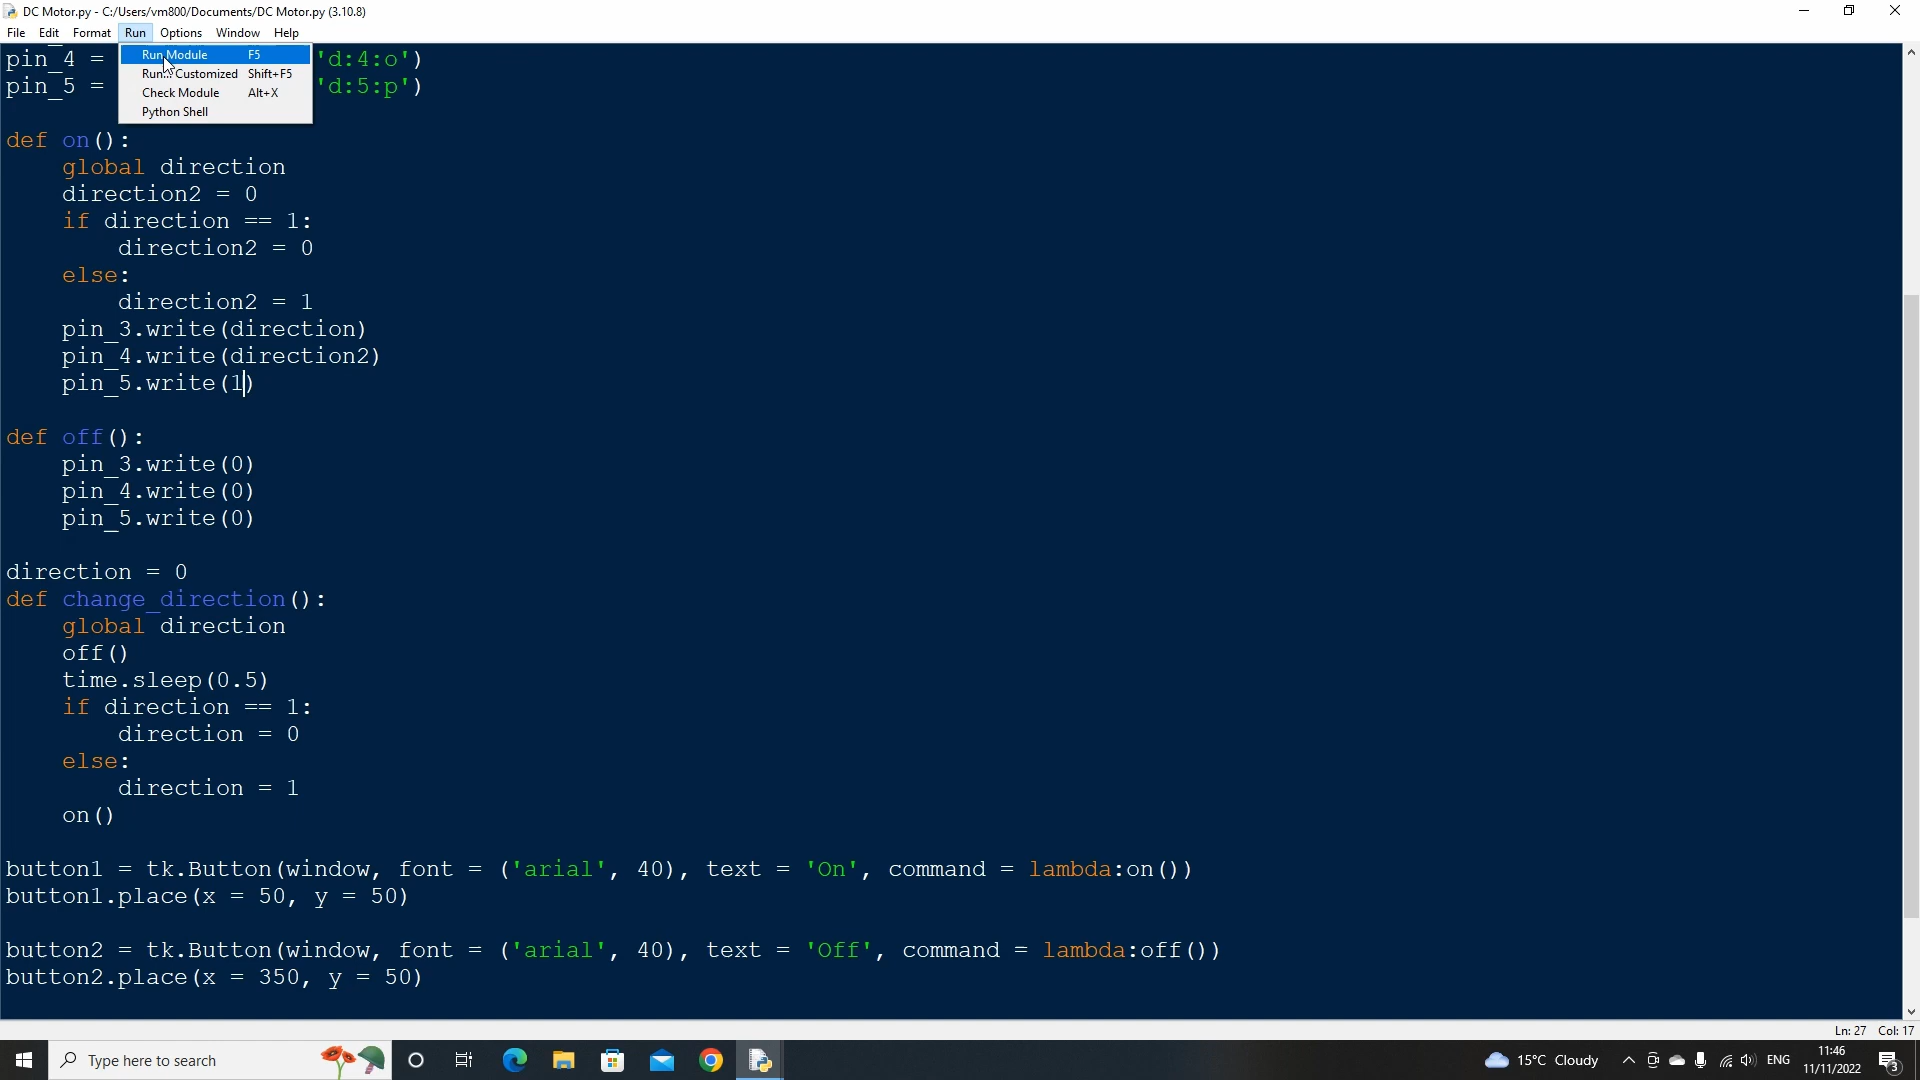 DC Motor.py - C:/Users/vm800/Documents/DC Motor.py (3.10.8)
File Edit Format Run Options Window Help
Run Module F5
Run... Customized Shift+F5
Check Module Alt+X
Python Shell
pin_4 = 'd:4:o')
pin_5 = 'd:5:p')
def on():
    global direction
    direction2 = 0
    if direction == 1:
        direction2 = 0
    else:
        direction2 = 1
    pin_3.write(direction)
    pin_4.write(direction2)
    pin_5.write(1)
def off():
    pin_3.write(0)
    pin_4.write(0)
    pin_5.write(0)
direction = 0
def change_direction():
    global direction
    off()
    time.sleep(0.5)
    if direction == 1:
        direction = 0
    else:
        direction = 1
    on()
button1 = tk.Button(window, font = ('arial', 40), text = 'On', command = lambda:on())
button1.place(x = 50, y = 50)
button2 = tk.Button(window, font = ('arial', 40), text = 'Off', command = lambda:off())
button2.place(x = 350, y = 50)
Ln: 27 Col: 17
Type here to search
15°C Cloudy
ENG
11:46
11/11/2022
3